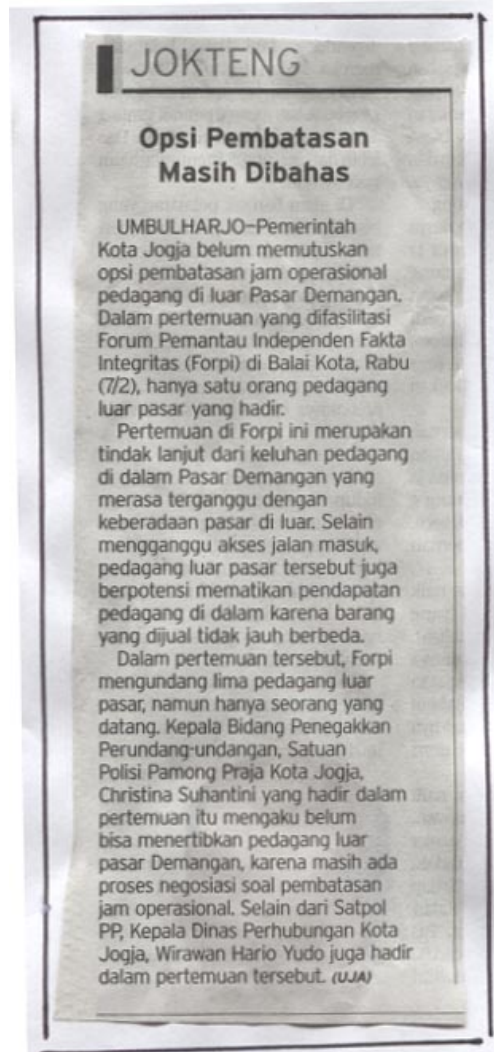 JOKTENG
Opsi Pembatasan
Masih Dibahas
UMBULHARJO–Pemerintah
Kota Jogja belum memutuskan
opsi pembatasan jam operasional
pedagang di luar Pasar Demangan.
Dalam pertemuan yang difasilitasi
Forum Pemantau Independen Fakta
Integritas (Forpi) di Balai Kota, Rabu
(7/2), hanya satu orang pedagang
luar pasar yang hadir.
Pertemuan di Forpi ini merupakan
tindak lanjut dari keluhan pedagang
di dalam Pasar Demangan yang
merasa terganggu dengan
keberadaan pasar di luar. Selain
mengganggu akses jalan masuk,
pedagang luar pasar tersebut juga
berpotensi mematikan pendapatan
pedagang di dalam karena barang
yang dijual tidak jauh berbeda.
Dalam pertemuan tersebut, Forpi
mengundang lima pedagang luar
pasar, namun hanya seorang yang
datang. Kepala Bidang Penegakkan
Perundang-undangan, Satuan
Polisi Pamong Praja Kota Jogja,
Christina Suhantini yang hadir dalam
pertemuan itu mengaku belum
bisa menertibkan pedagang luar
pasar Demangan, karena masih ada
proses negosiasi soal pembatasan
jam operasional. Selain dari Satpol
PP, Kepala Dinas Perhubungan Kota
Jogja, Wirawan Hario Yudo juga hadir
dalam pertemuan tersebut. (UJA)